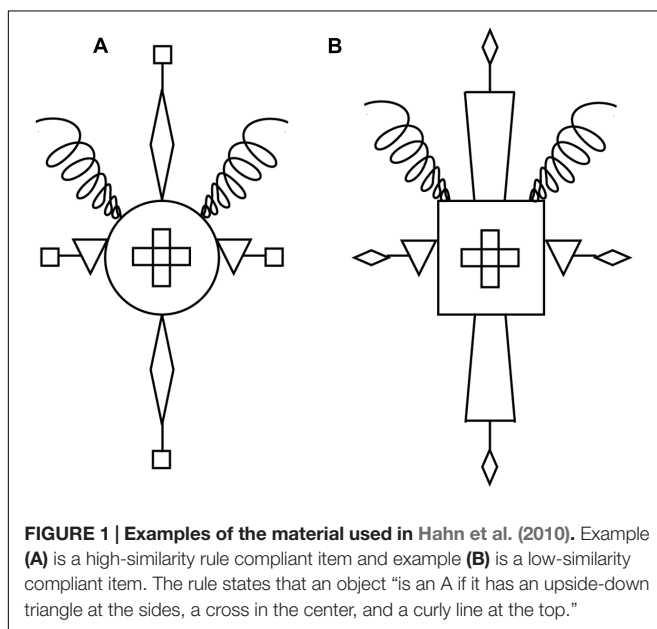 A
B
FIGURE 1 | Examples of the material used in Hahn et al. (2010). Example
(A) is a high-similarity rule compliant item and example (B) is a low-similarity
compliant item. The rule states that an object “is an A if it has an upside-down
triangle at the sides, a cross in the center, and a curly line at the top.”